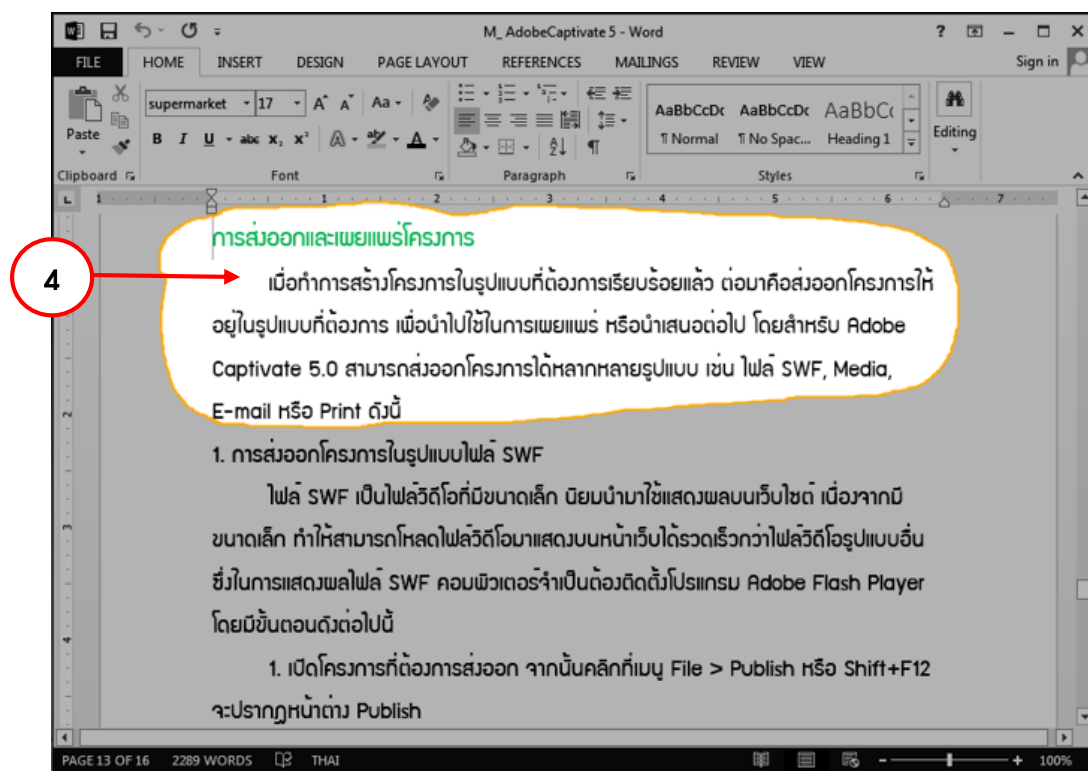 M_ AdobeCaptivate 5 - Word
FILE HOME INSERT DESIGN PAGE LAYOUT REFERENCES MAILINGS REVIEW VIEW Sign in
supermarket 17 A A Aa
Paste B I U abc X₂ X² A A
AaBbCcDc AaBbCcDc AaBbCc
¶ Normal ¶ No Spac... Heading 1
Editing
Clipboard Font Paragraph Styles
L 1 1 2 3 4 5 6 7
การส่งออกและเผยแพร่โครงการ
4
เมื่อทำการสร้างโครงการในรูปแบบที่ต้องการเรียบร้อยแล้ว ต่อมาคือส่งออกโครงการให้
อยู่ในรูปแบบที่ต้องการ เพื่อนำไปใช้ในการเผยแพร่ หรือนำเสนอต่อไป โดยสำหรับ Adobe
Captivate 5.0 สามารถส่งออกโครงการได้หลากหลายรูปแบบ เช่น ไฟล์ SWF, Media,
2
E-mail หรือ Print ดังนี้
1. การส่งออกโครงการในรูปแบบไฟล์ SWF
ไฟล์ SWF เป็นไฟล์วิดีโอที่มีขนาดเล็ก นิยมนำมาใช้แสดงผลบนเว็บไซต์ เนื่องจากมี
3
ขนาดเล็ก ทำให้สามารถโหลดไฟล์วิดีโอมาแสดงบนหน้าเว็บได้รวดเร็วกว่าไฟล์วิดีโอรูปแบบอื่น
ซึ่งในการแสดงผลไฟล์ SWF คอมพิวเตอร์จำเป็นต้องติดตั้งโปรแกรม Adobe Flash Player
โดยมีขั้นตอนดังต่อไปนี้
4
1. เปิดโครงการที่ต้องการส่งออก จากนั้นคลิกที่เมนู File > Publish หรือ Shift+F12
จะปรากฏหน้าต่าง Publish
PAGE 13 OF 16 2289 WORDS THAI 100%